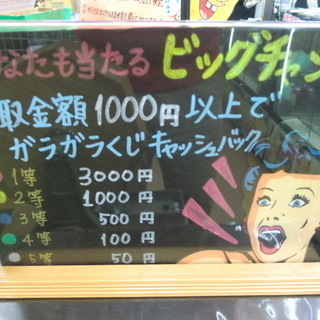 なたも当たる ビッグチャン
取金額1000円以上で
ガラガラくじキャッシュバック
1等 3000円
2等 1000円
3等 500円
4等 100円
5等 50円